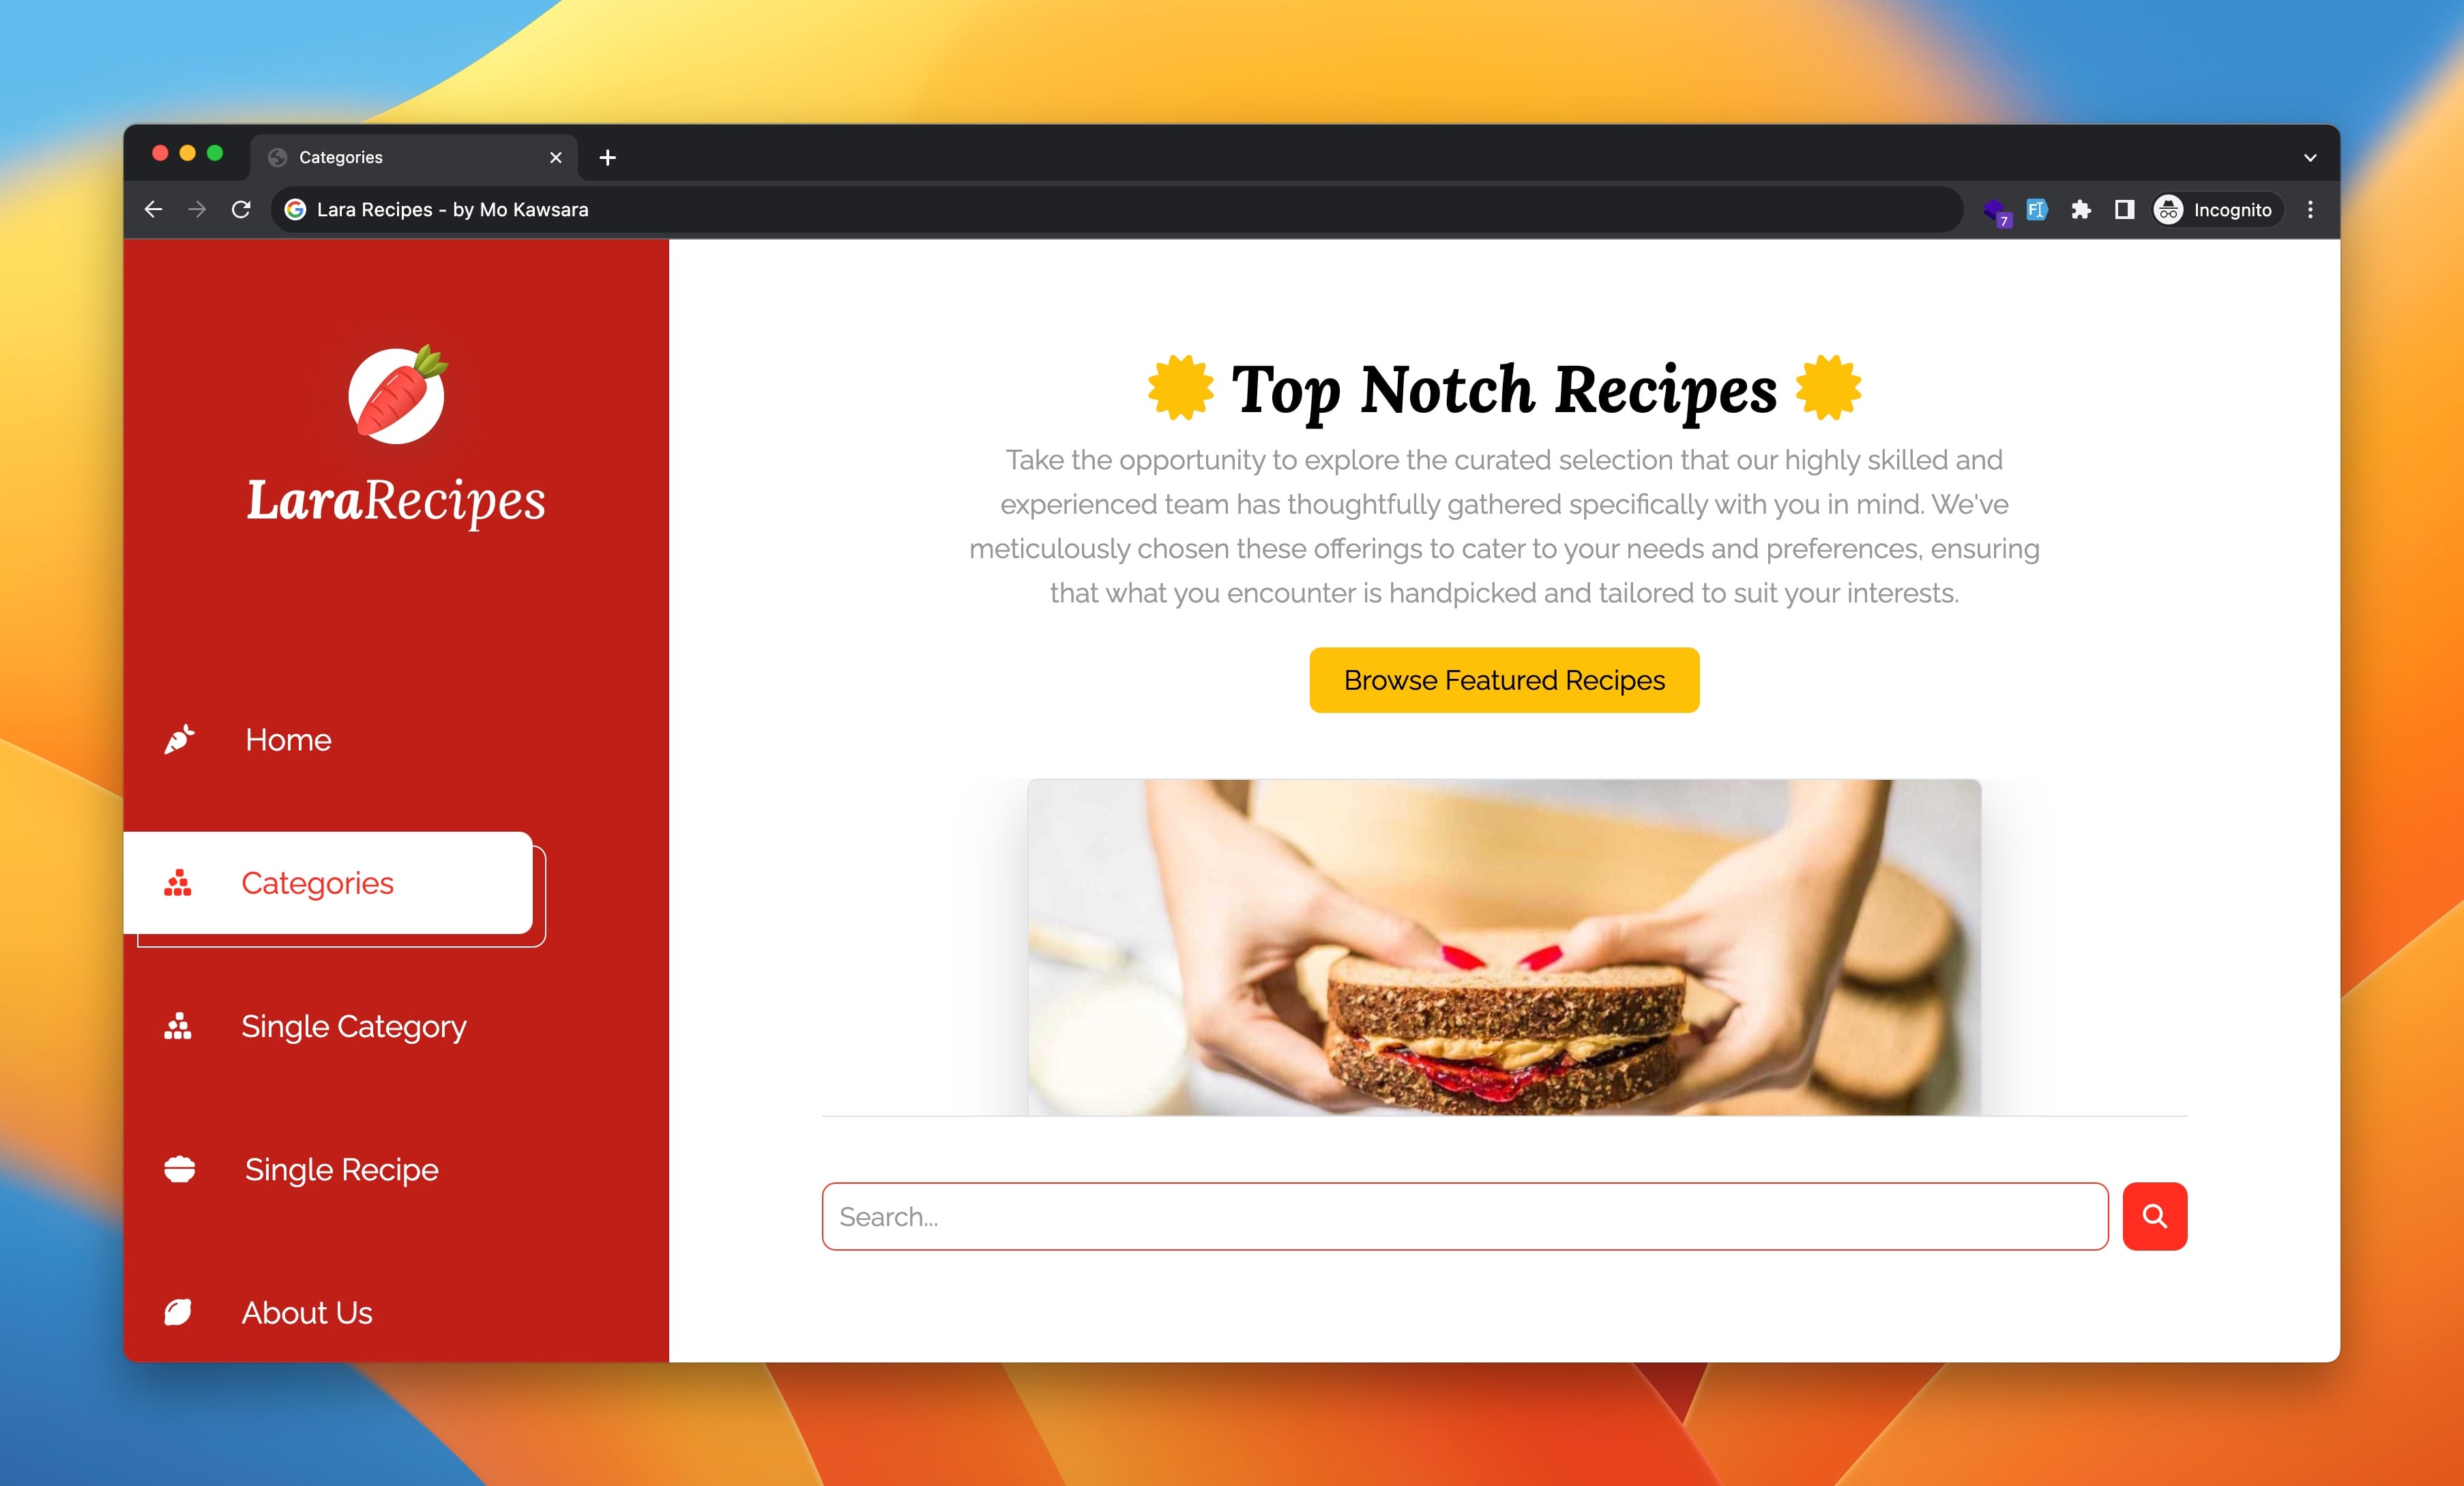 Categories
Lara Recipes - by Mo Kawsara
7
FI
Incognito
LaraRecipes
Home
Categories
Single Category
Single Recipe
About Us
Top Notch Recipes
Take the opportunity to explore the curated selection that our highly skilled and
experienced team has thoughtfully gathered specifically with you in mind. We've
meticulously chosen these offerings to cater to your needs and preferences, ensuring
that what you encounter is handpicked and tailored to suit your interests.
Browse Featured Recipes
Search...